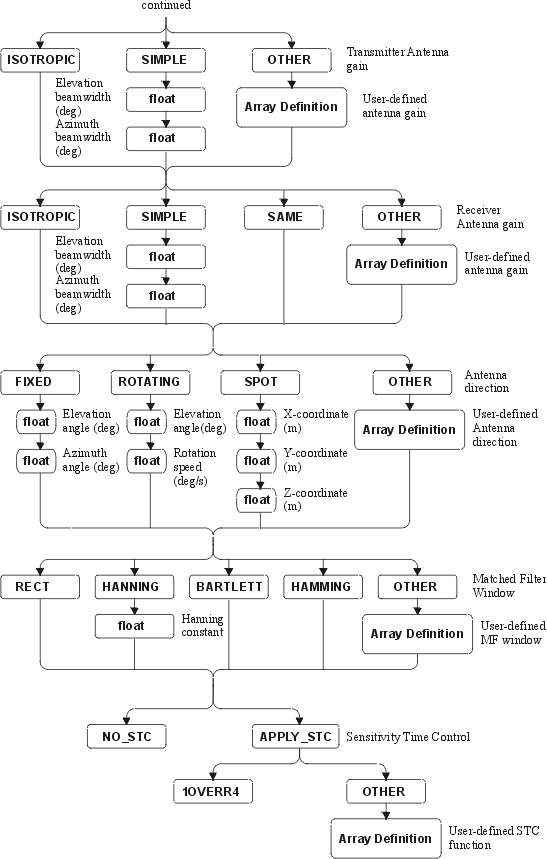 continued
ISOTROPIC SIMPLE OTHER Transmitter Antenna
gain
Elevation
beamwidth
(deg)
float
Array Definition
User-defined
antenna gain
Azimuth
beamwidth
(deg)
float
ISOTROPIC SIMPLE SAME OTHER Receiver
Antenna gain
Elevation
beamwidth
(deg)
float
Array Definition
User-defined
antenna gain
Azimuth
beamwidth
(deg)
float
FIXED ROTATING SPOT OTHER Antenna
direction
float Elevation
angle (deg)
float Elevation
angle(deg)
float X-coordinate
(m)
Array Definition
User-defined
Antenna
direction
float Azimuth
angle (deg)
float Rotation
speed
(deg/s)
float Y-coordinate
(m)
float Z-coordinate
(m)
RECT HANNING BARTLETT HAMMING OTHER Matched Filter
Window
float Hanning
constant
Array Definition
User-defined
MF window
NO_STC APPLY_STC Sensitivity Time Control
1OVERR4 OTHER
Array Definition
User-defined STC
function